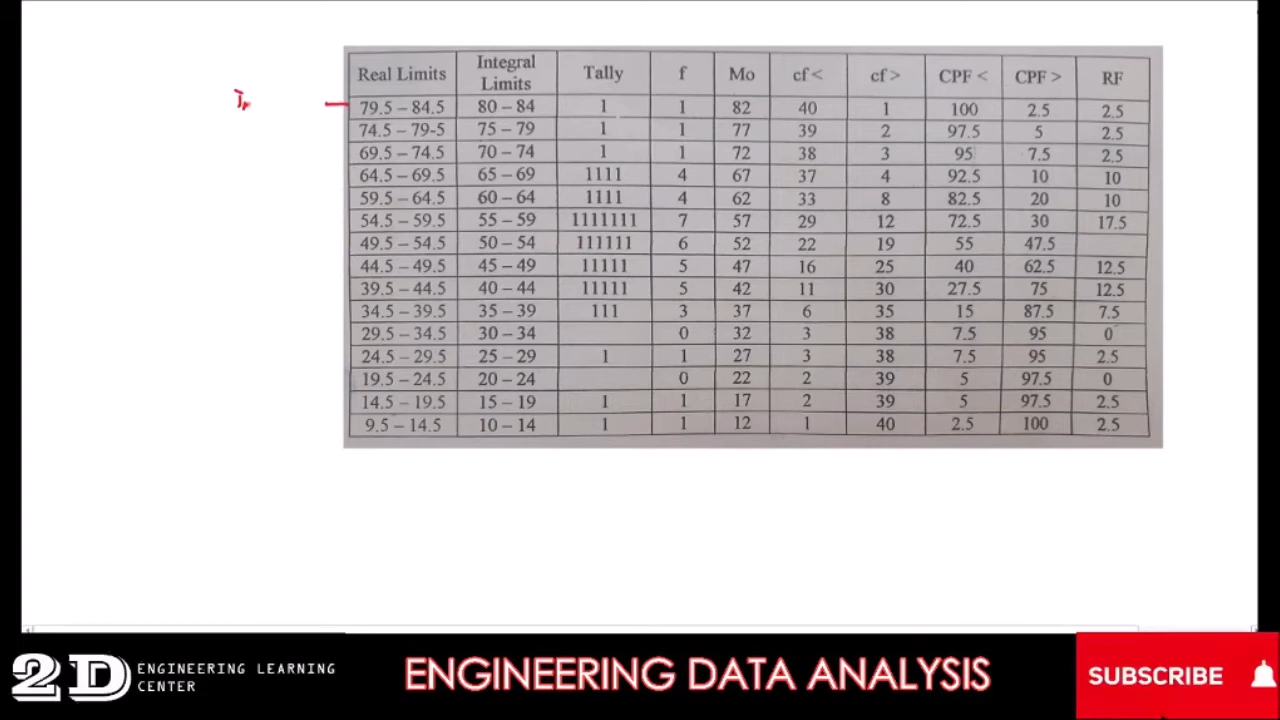 Real Limits Integral Limits Tally f Mo cf < cf > CPF < CPF > RF
79.5 – 84.5 80 – 84 1 1 82 40 1 100 2.5 2.5
74.5 – 79-5 75 – 79 1 1 77 39 2 97.5 5 2.5
69.5 – 74.5 70 – 74 1 1 72 38 3 95 7.5 2.5
64.5 – 69.5 65 – 69 1111 4 67 37 4 92.5 10 10
59.5 – 64.5 60 – 64 1111 4 62 33 8 82.5 20 10
54.5 – 59.5 55 – 59 1111111 7 57 29 12 72.5 30 17.5
49.5 – 54.5 50 – 54 111111 6 52 22 19 55 47.5
44.5 – 49.5 45 – 49 11111 5 47 16 25 40 62.5 12.5
39.5 – 44.5 40 – 44 11111 5 42 11 30 27.5 75 12.5
34.5 – 39.5 35 – 39 111 3 37 6 35 15 87.5 7.5
29.5 – 34.5 30 – 34 0 32 3 38 7.5 95 0
24.5 – 29.5 25 – 29 1 1 27 3 38 7.5 95 2.5
19.5 – 24.5 20 – 24 0 22 2 39 5 97.5 0
14.5 – 19.5 15 – 19 1 1 17 2 39 5 97.5 2.5
9.5 – 14.5 10 – 14 1 1 12 1 40 2.5 100 2.5
2D ENGINEERING LEARNING CENTER
ENGINEERING DATA ANALYSIS
SUBSCRIBE